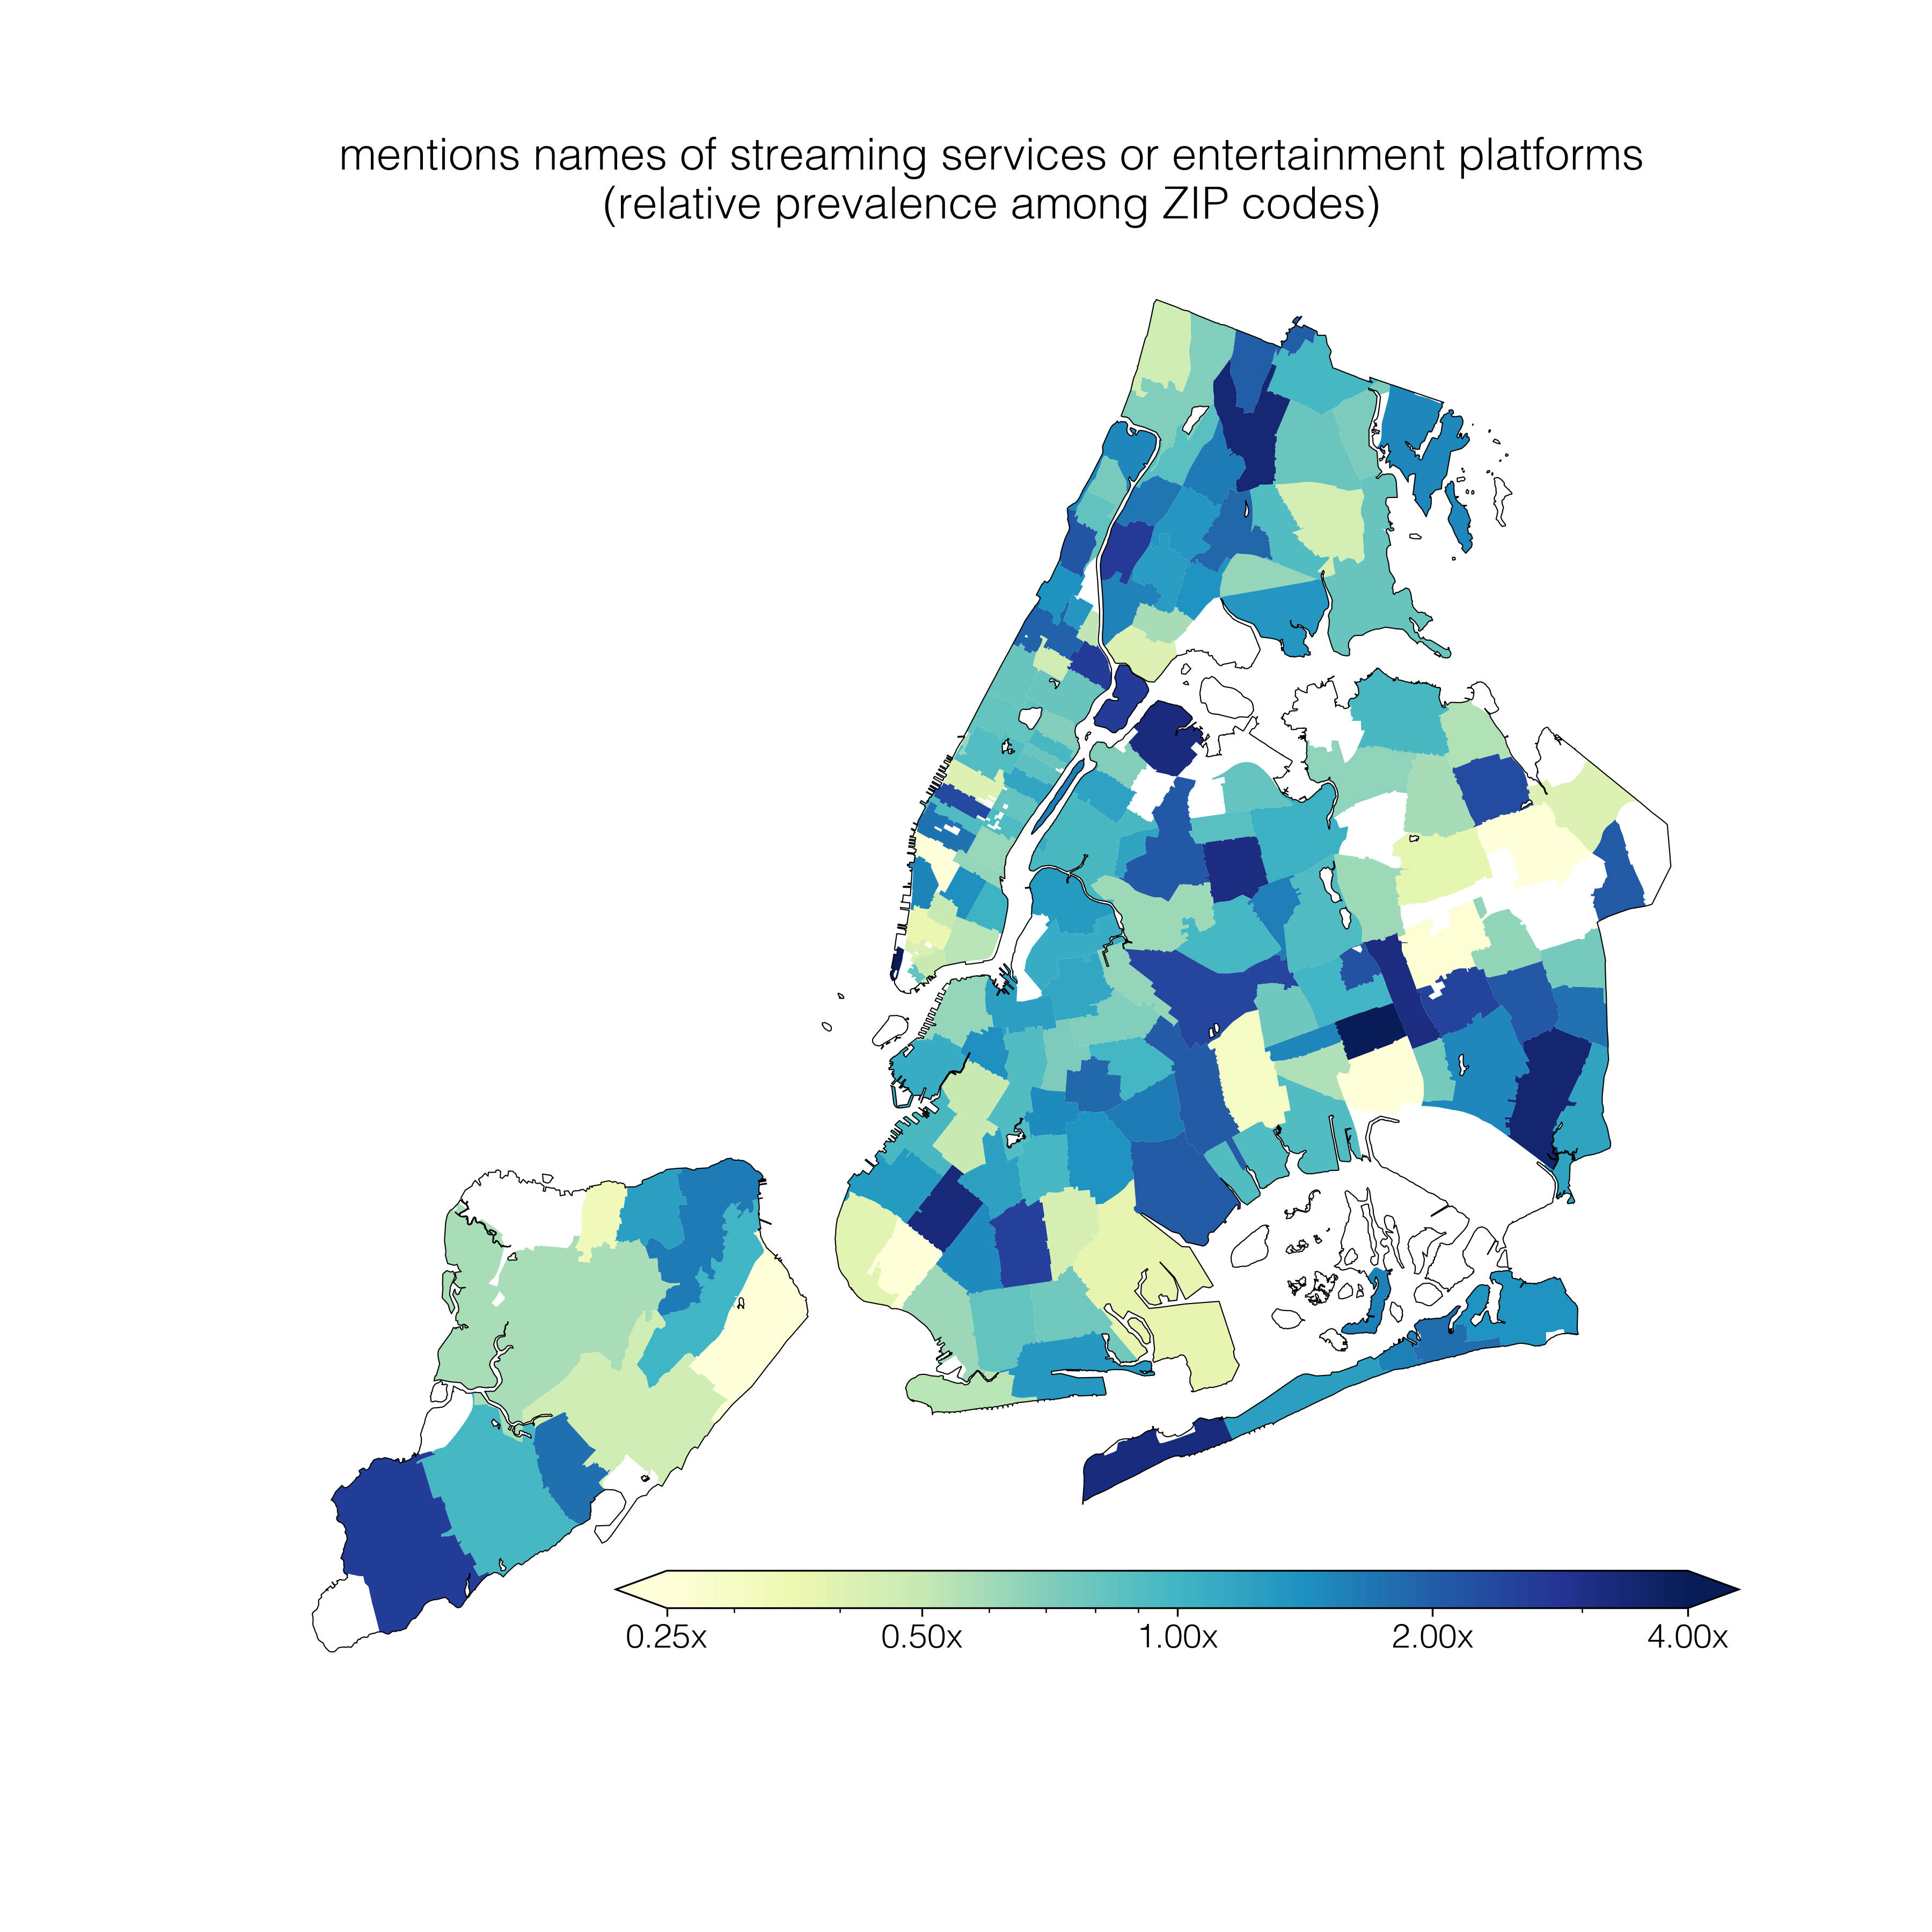 mentions names of streaming services or entertainment platforms
(relative prevalence among ZIP codes)
0.25x 0.50x 1.00x 2.00x 4.00x